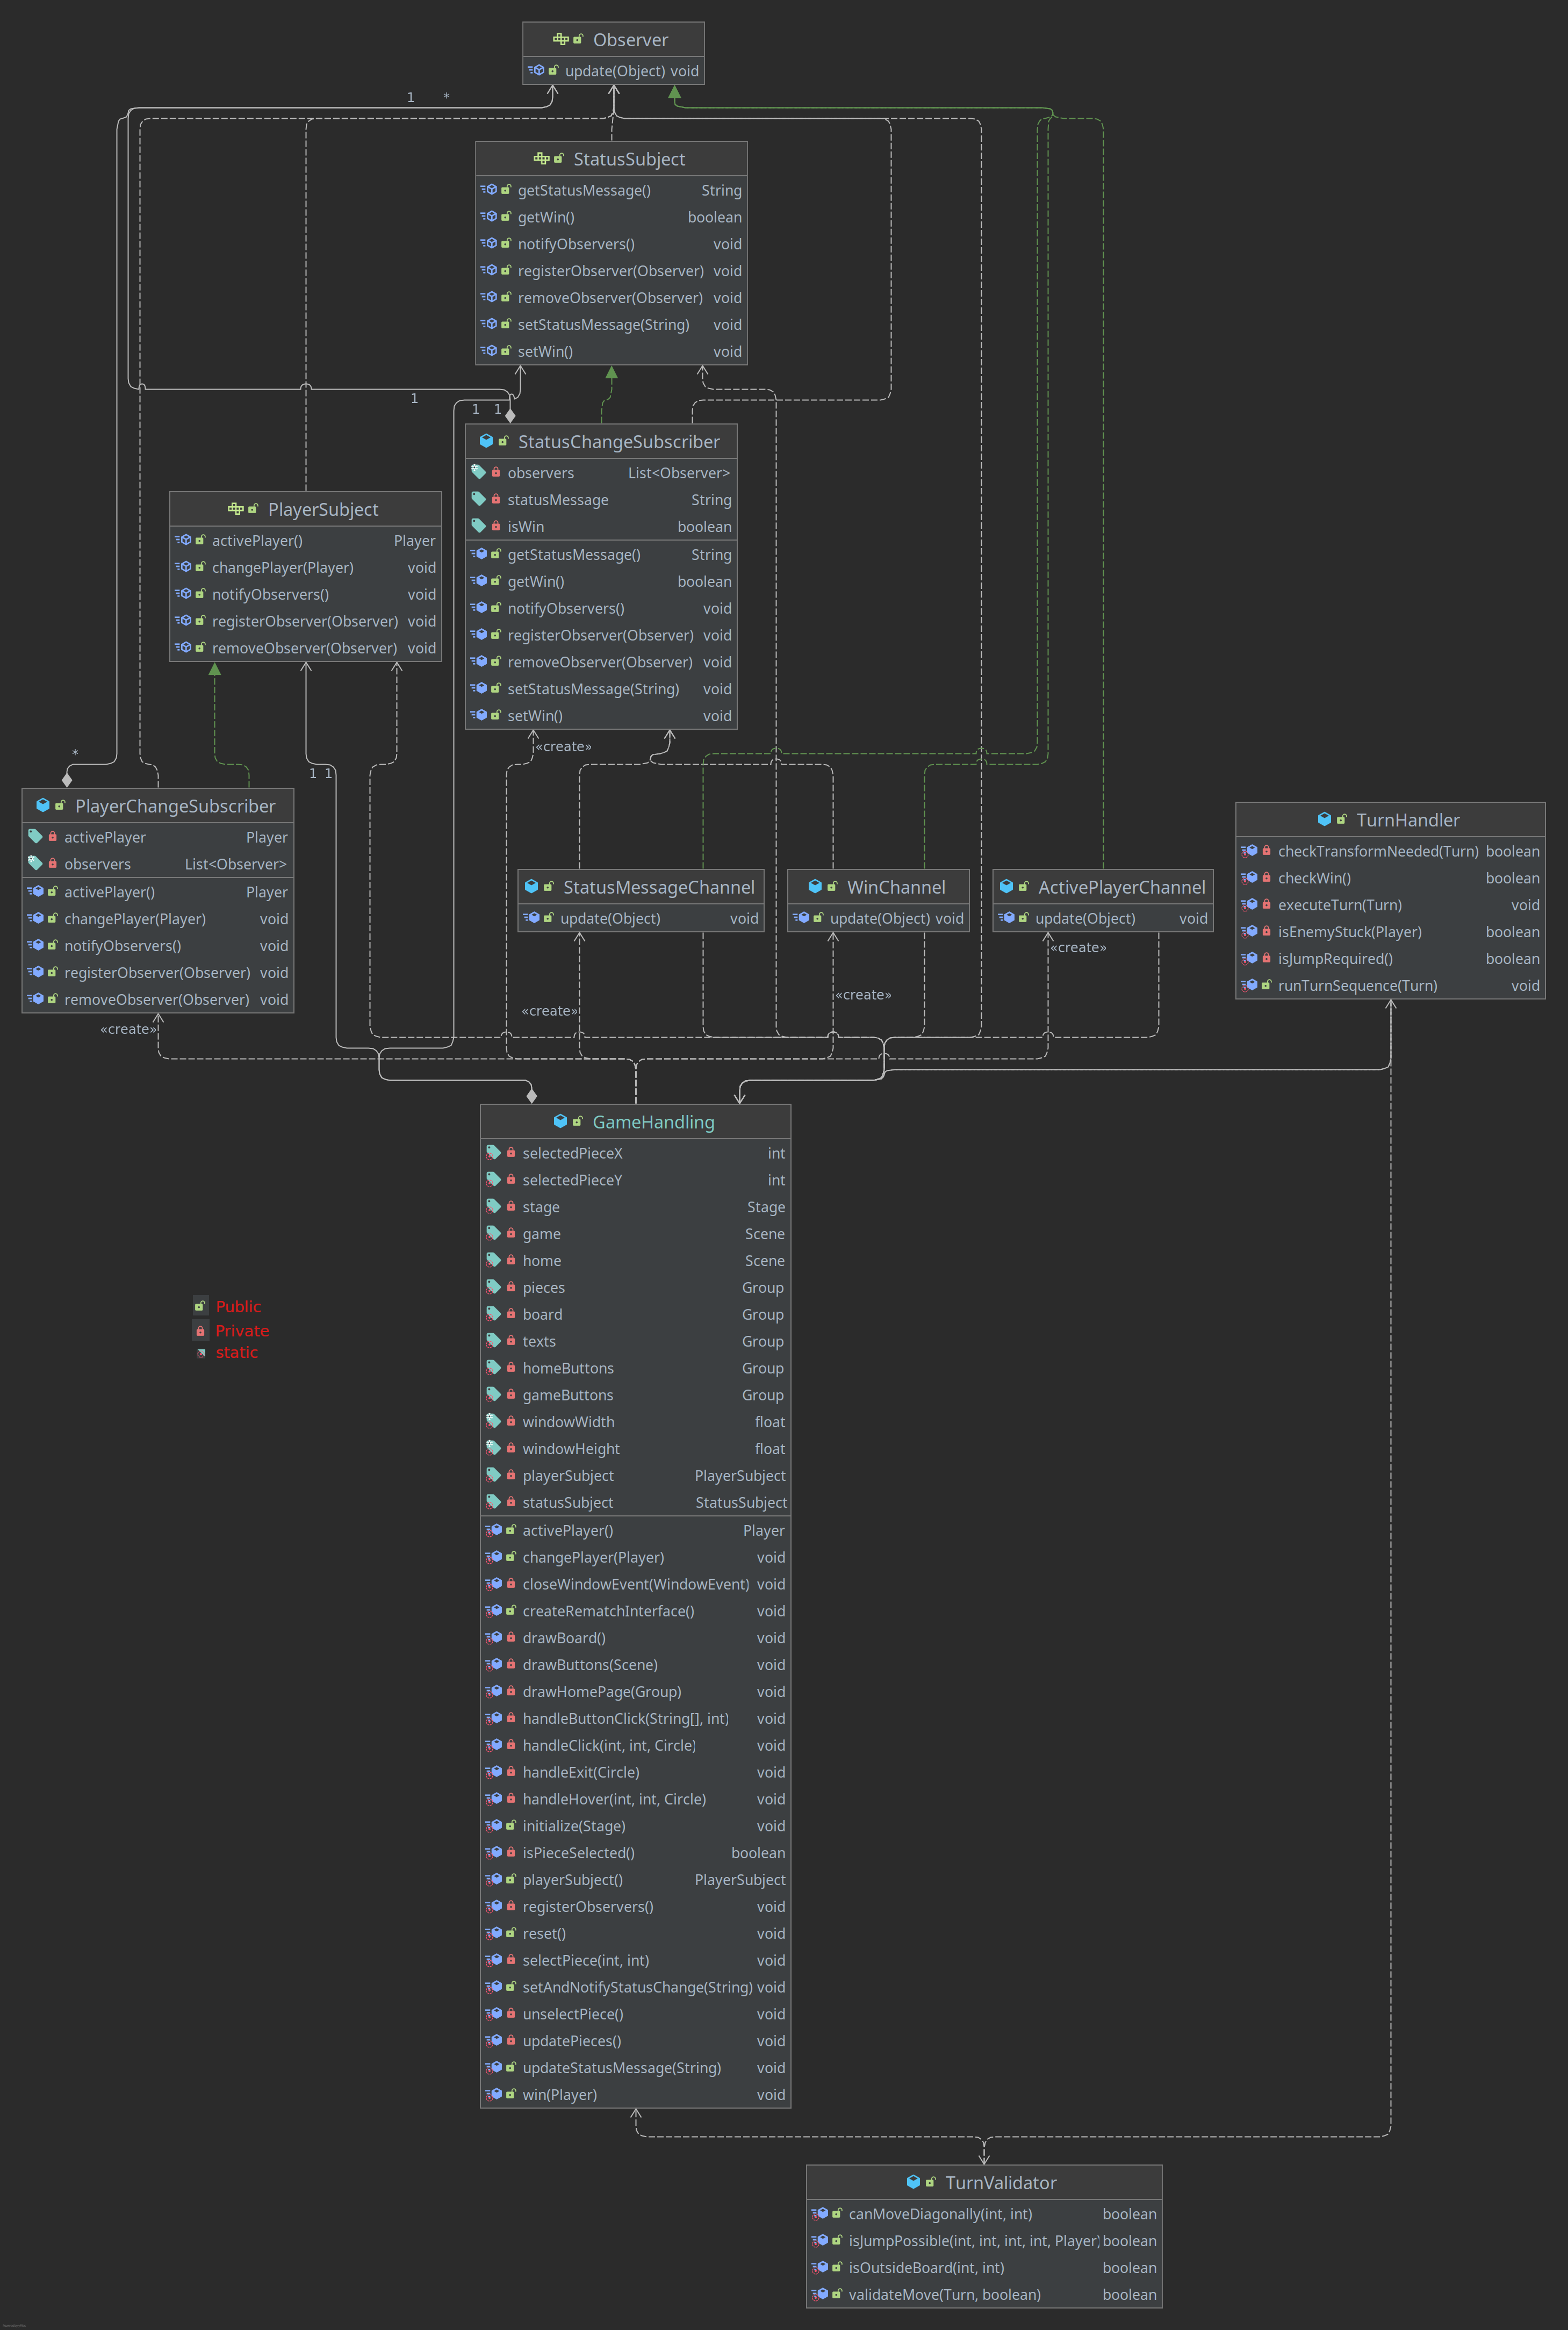 Observer
update(Object) void
1 *
StatusSubject
getStatusMessage() String
getWin() boolean
notifyObservers() void
registerObserver(Observer) void
removeObserver(Observer) void
setStatusMessage(String) void
setWin() void
1
1 1
StatusChangeSubscriber
observers List<Observer>
statusMessage String
isWin boolean
getStatusMessage() String
getWin() boolean
notifyObservers() void
registerObserver(Observer) void
removeObserver(Observer) void
setStatusMessage(String) void
setWin() void
PlayerSubject
activePlayer() Player
changePlayer(Player) void
notifyObservers() void
registerObserver(Observer) void
removeObserver(Observer) void
«create»
*
1 1
PlayerChangeSubscriber
activePlayer Player
observers List<Observer>
activePlayer() Player
changePlayer(Player) void
notifyObservers() void
registerObserver(Observer) void
removeObserver(Observer) void
«create»
StatusMessageChannel
update(Object) void
«create»
WinChannel
update(Object) void
«create»
ActivePlayerChannel
update(Object) void
«create»
TurnHandler
checkTransformNeeded(Turn) boolean
checkWin() boolean
executeTurn(Turn) void
isEnemyStuck(Player) boolean
isJumpRequired() boolean
runTurnSequence(Turn) void
GameHandling
selectedPieceX int
selectedPieceY int
stage Stage
game Scene
home Scene
pieces Group
board Group
texts Group
homeButtons Group
gameButtons Group
windowWidth float
windowHeight float
playerSubject PlayerSubject
statusSubject StatusSubject
activePlayer() Player
changePlayer(Player) void
closeWindowEvent(WindowEvent) void
createRematchInterface() void
drawBoard() void
drawButtons(Scene) void
drawHomePage(Group) void
handleButtonClick(String[], int) void
handleClick(int, int, Circle) void
handleExit(Circle) void
handleHover(int, int, Circle) void
initialize(Stage) void
isPieceSelected() boolean
playerSubject() PlayerSubject
registerObservers() void
reset() void
selectPiece(int, int) void
setAndNotifyStatusChange(String) void
unselectPiece() void
updatePieces() void
updateStatusMessage(String) void
win(Player) void
Public
Private
static
TurnValidator
canMoveDiagonally(int, int) boolean
isJumpPossible(int, int, int, int, Player) boolean
isOutsideBoard(int, int) boolean
validateMove(Turn, boolean) boolean